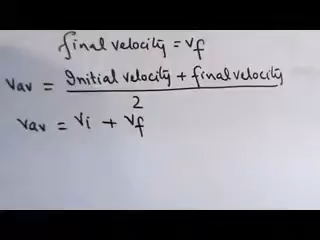 final velocity = vf
vav = Initial velocity + final velocity
2
vav = vi + vf